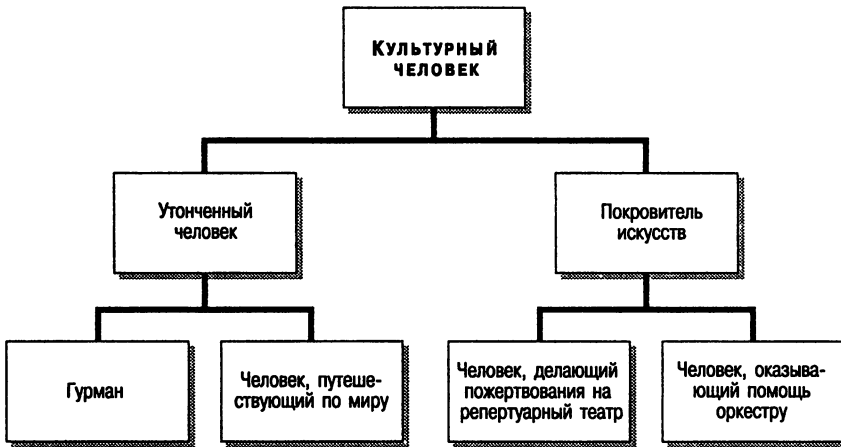 КУЛЬТУРНЫЙ
ЧЕЛОВЕК
Утонченный
человек
Покровитель
искусств
Гурман
Человек, путеше-
ствующий по миру
Человек, делающий
пожертвования на
репертуарный театр
Человек, оказыва-
ющий помощь
оркестру